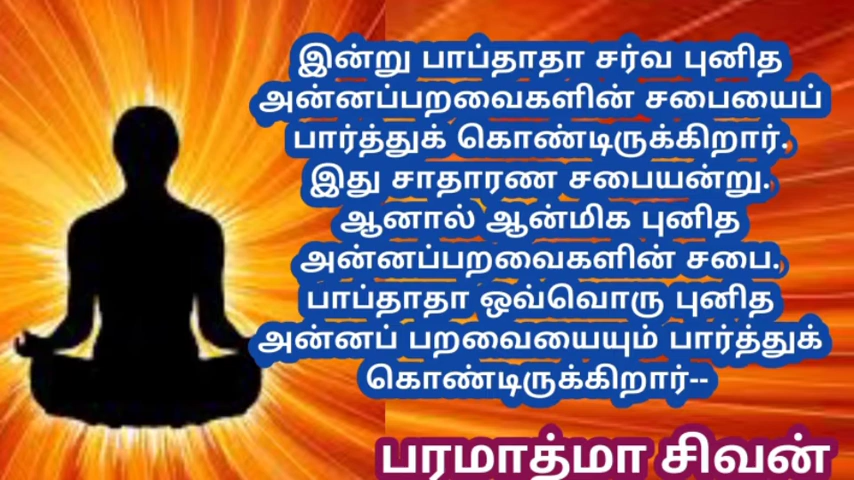 இன்று பாப்தாதா சர்வ புனித
அன்னப்பறவைகளின் சபையைப்
பார்த்துக் கொண்டிருக்கிறார்.
இது சாதாரண சபையன்று.
ஆனால் ஆன்மிக புனித
அன்னப்பறவைகளின் சபை.
பாப்தாதா ஒவ்வொரு புனித
அன்னப் பறவையையும் பார்த்துக்
கொண்டிருக்கிறார்--
பரமாத்மா சிவன்